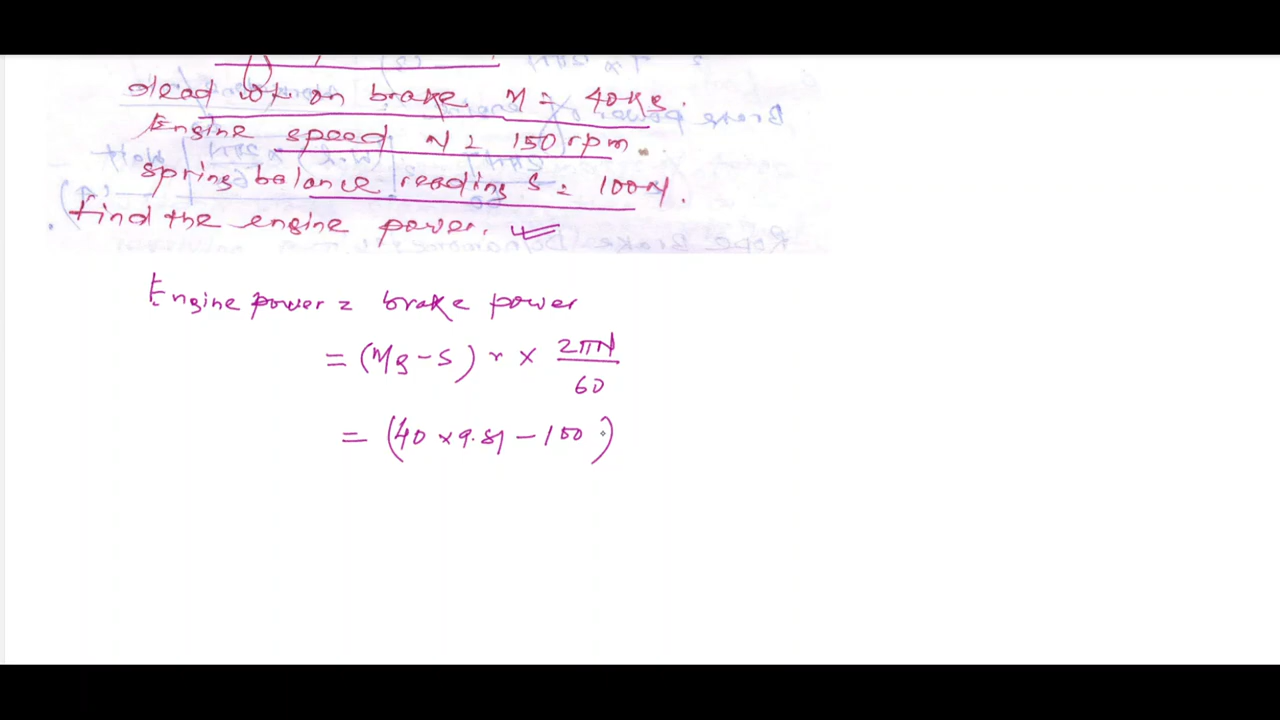 dead wt on brake M = 40 kg.
Engine speed N = 150 rpm
spring balance reading S = 100 N.
find the engine power.
Engine power = brake power
= (Mg - S) r × 2πN / 60
= (40 × 9.81 - 100)